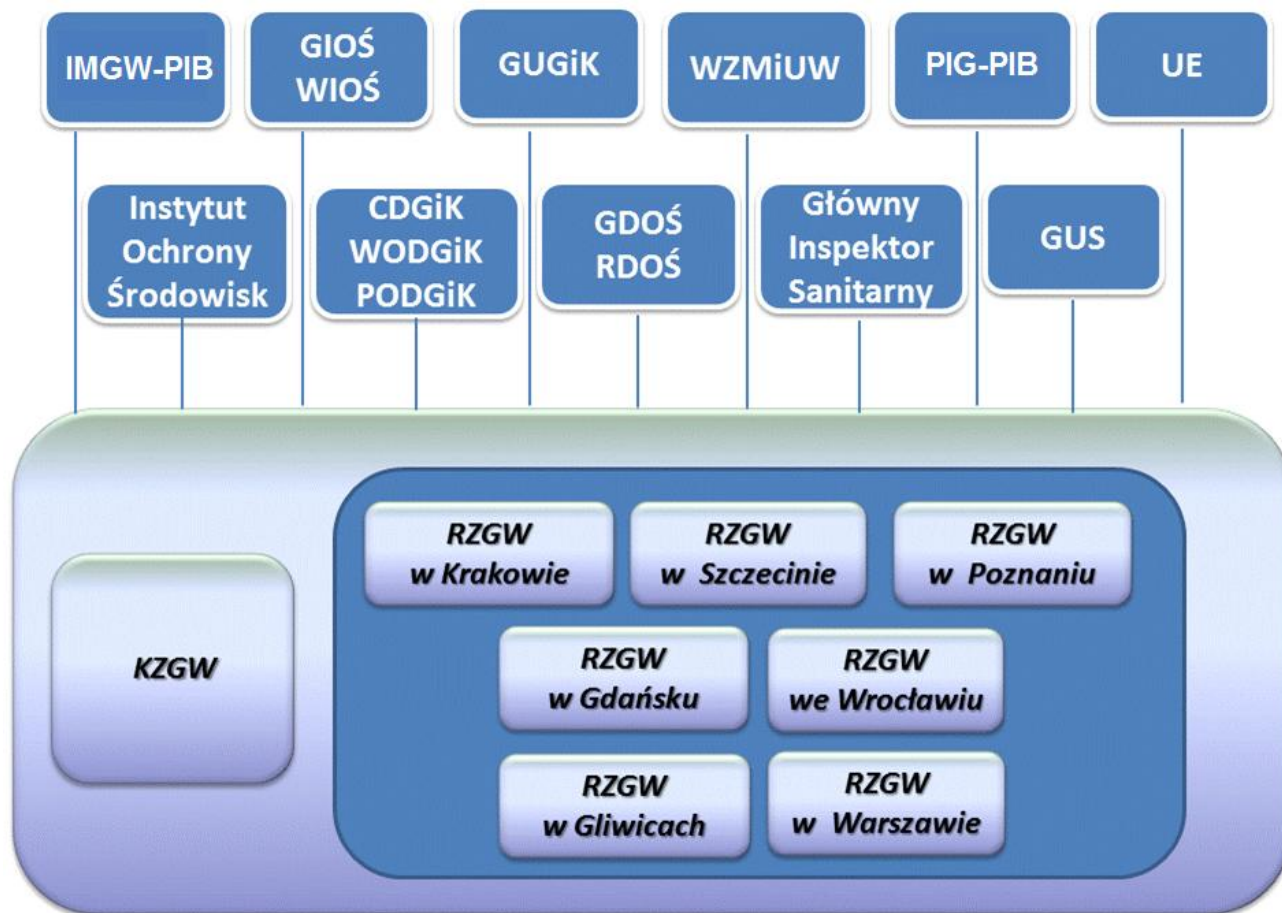 IMGW-PIB
GIOŚ
WIOŚ
GUGiK
WZMiUW
PIG-PIB
UE
Instytut
Ochrony
Środowisk
CDGiK
WODGiK
PODGiK
GDOŚ
RDOŚ
Główny
Inspektor
Sanitarny
GUS
KZGW
RZGW
w Krakowie
RZGW
w Szczecinie
RZGW
w Poznaniu
RZGW
w Gdańsku
RZGW
we Wrocławiu
RZGW
w Gliwicach
RZGW
w Warszawie